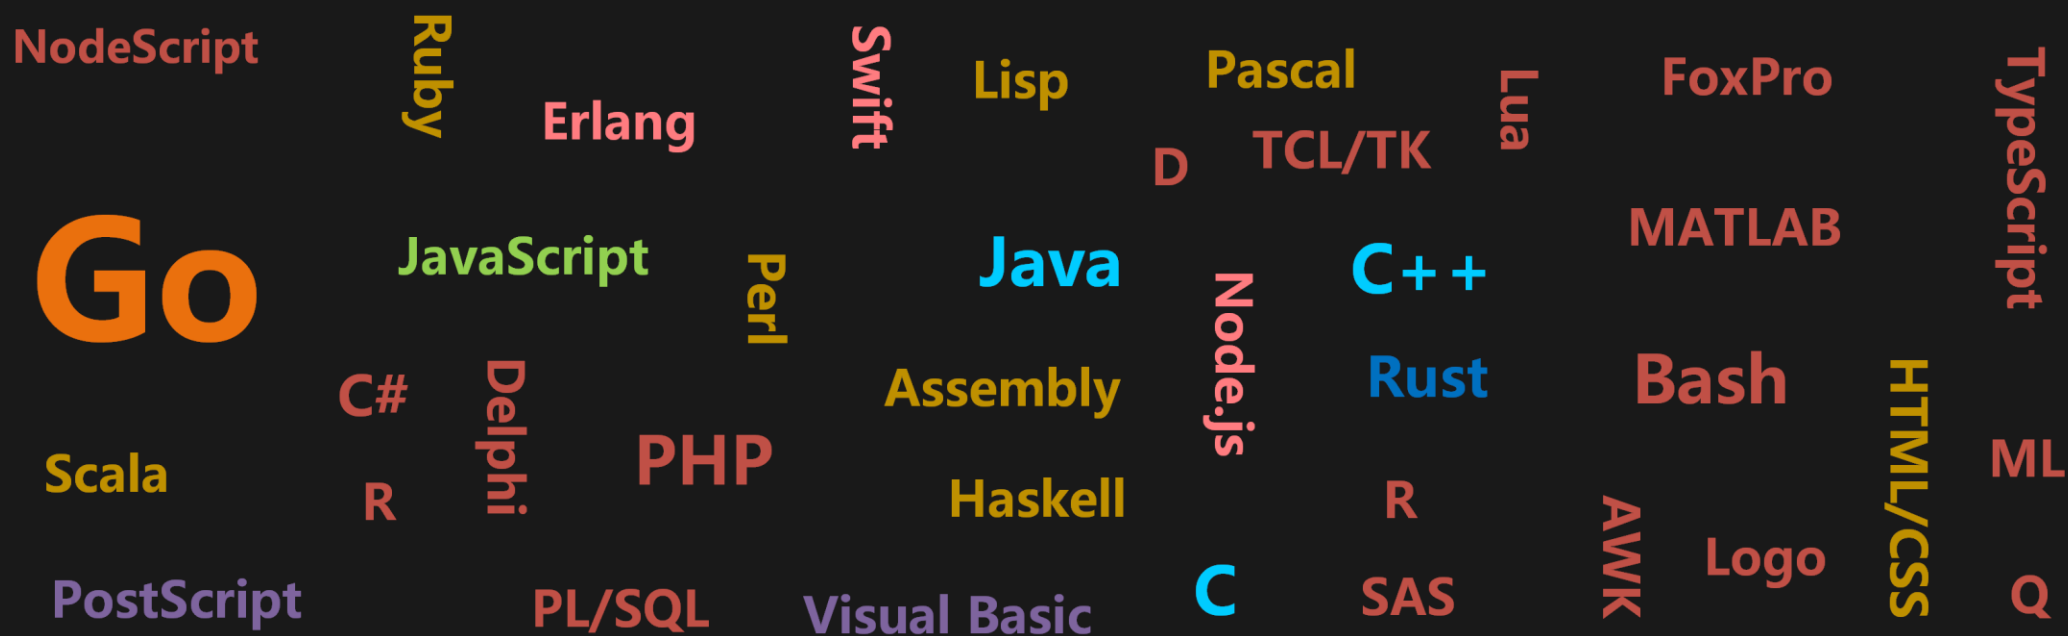 NodeScript
Ruby
Erlang
Swift
Lisp
Pascal
D
TCL/TK
Lua
FoxPro
TypeScript
Go
JavaScript
Perl
Java
Node.js
C++
MATLAB
C#
Delphi
PHP
Assembly
Rust
Bash
HTML/CSS
Scala
R
Haskell
R
AWK
Logo
ML
PostScript
PL/SQL
Visual Basic
C
SAS
Q